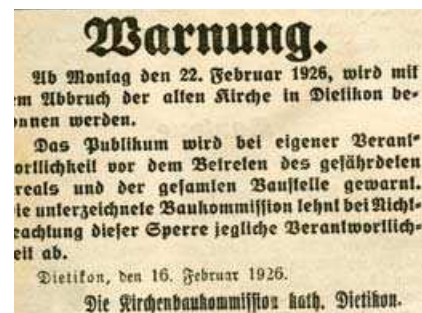 Warnung.
Ab Montag den 22. Februar 1926, wird mit
em Abbruch der alten Kirche in Dietikon be-
onnen werden.
Das Publikum wird bei eigener Verant-
ortlichkeit vor dem Betreten des gefährdeten
reals und der gesamten Baustelle gewarnt.
ie unterzeichnete Baukommission lehnt bei Nicht-
eachtung dieser Sperre jegliche Verantwortlich-
eit ab.
Dietikon, den 16. Februar 1926.
Die Kirchenbaukommission kath. Dietikon.